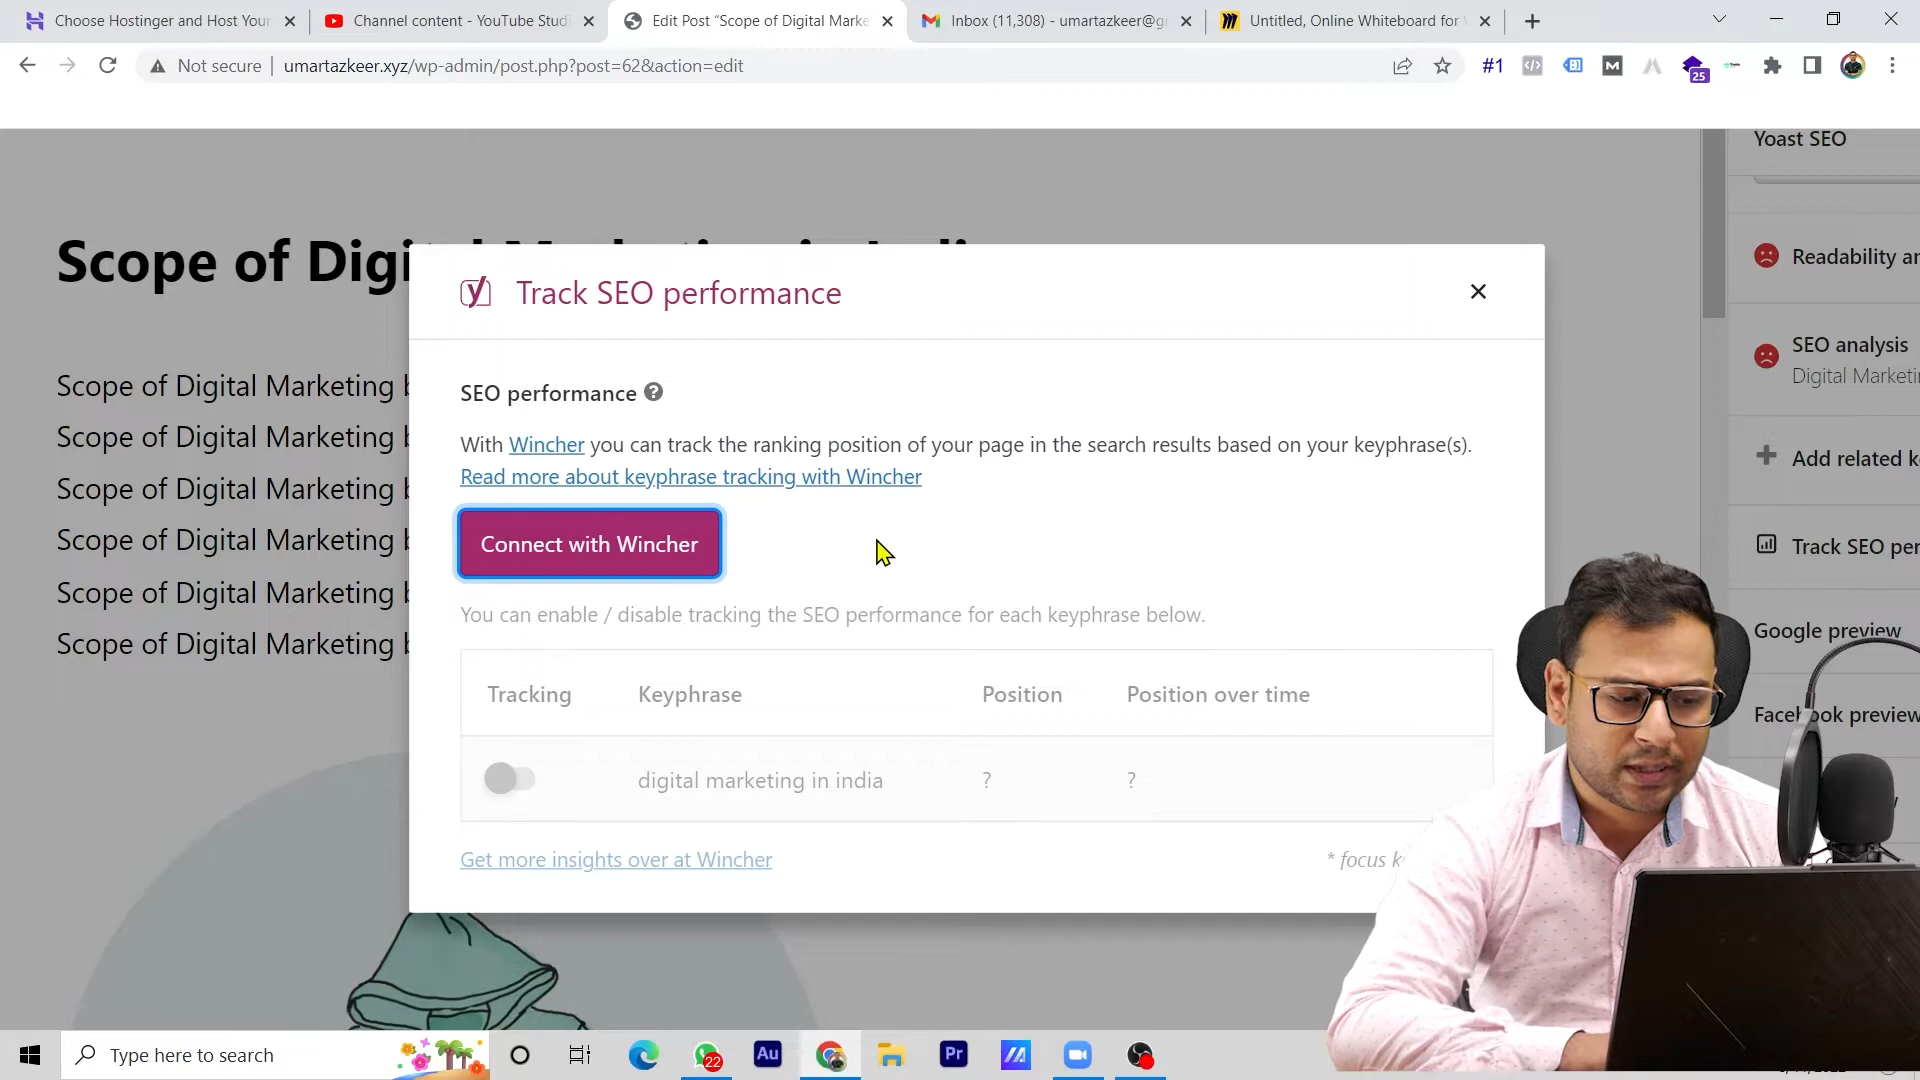 Choose Hostinger and Host Your
Channel content - YouTube Studi
Edit Post “Scope of Digital Marke
Inbox (11,308) - umartazkeer@g
Untitled, Online Whiteboard for
Not secure
umartazkeer.xyz/wp-admin/post.php?post=62&action=edit
#1
25
Yoast SEO
Scope of Digi
Track SEO performance
Readability an
SEO analysis
Digital Marketi
Scope of Digital Marketing
SEO performance
With Wincher you can track the ranking position of your page in the search results based on your keyphrase(s).
Scope of Digital Marketing
Read more about keyphrase tracking with Wincher
Add related k
Scope of Digital Marketing
Connect with Wincher
Scope of Digital Marketing
Track SEO per
Scope of Digital Marketing
You can enable / disable tracking the SEO performance for each keyphrase below.
Google preview
Scope of Digital Marketing
Tracking Keyphrase Position Position over time
Facebook preview
digital marketing in india ? ?
Get more insights over at Wincher
* focus k
Type here to search
22
Au
Pr